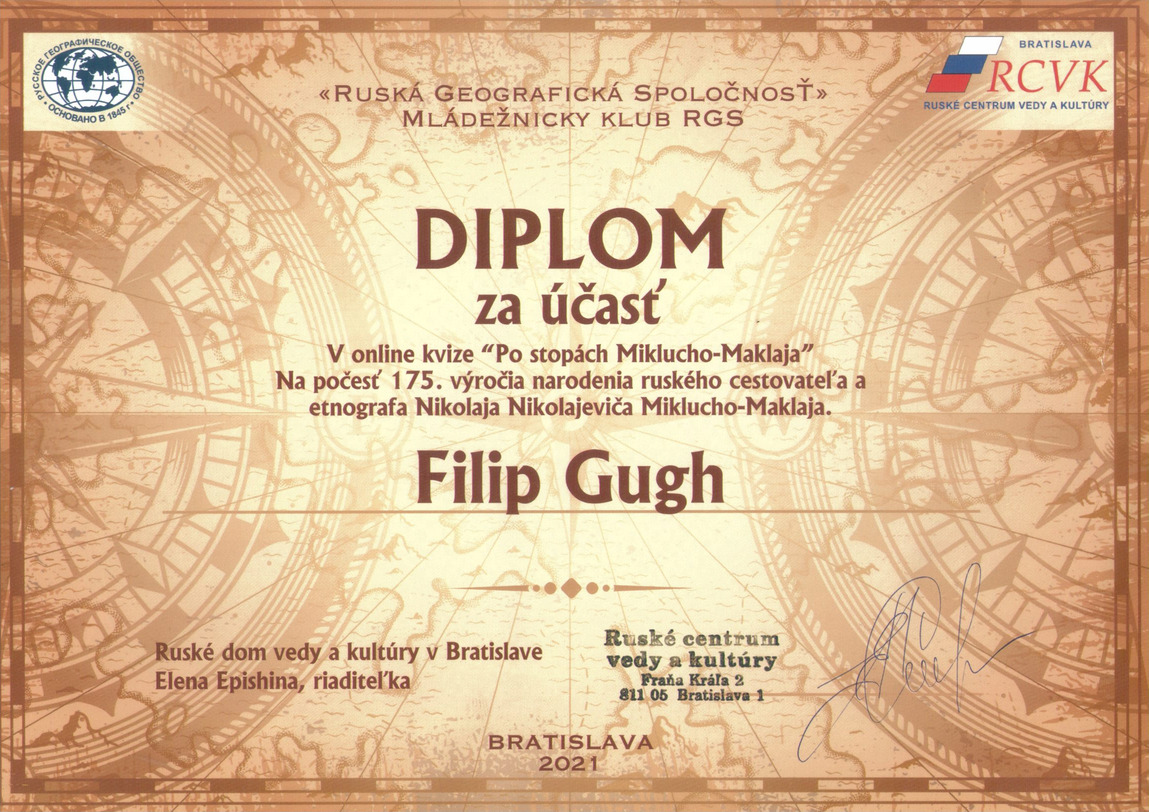 РУССКОЕ ГЕОГРАФИЧЕСКОЕ ОБЩЕСТВО
• ОСНОВАНО В 1845 г •
BRATISLAVA
RCVK
RUSKÉ CENTRUM VEDY A KULTÚRY
«RUSKÁ GEOGRAFICKÁ SPOLOČNOSŤ»
MLÁDEŽNICKY KLUB RGS
DIPLOM
za účasť
V online kvize “Po stopách Miklucho-Maklaja”
Na počesť 175. výročia narodenia ruského cestovateľa a
etnografa Nikolaja Nikolajeviča Miklucho-Maklaja.
Filip Gugh
Ruské dom vedy a kultúry v Bratislave
Elena Epishina, riaditeľka
Ruské centrum
vedy a kultúry
Fraňa Kráľa 2
811 05 Bratislava 1
BRATISLAVA
2021